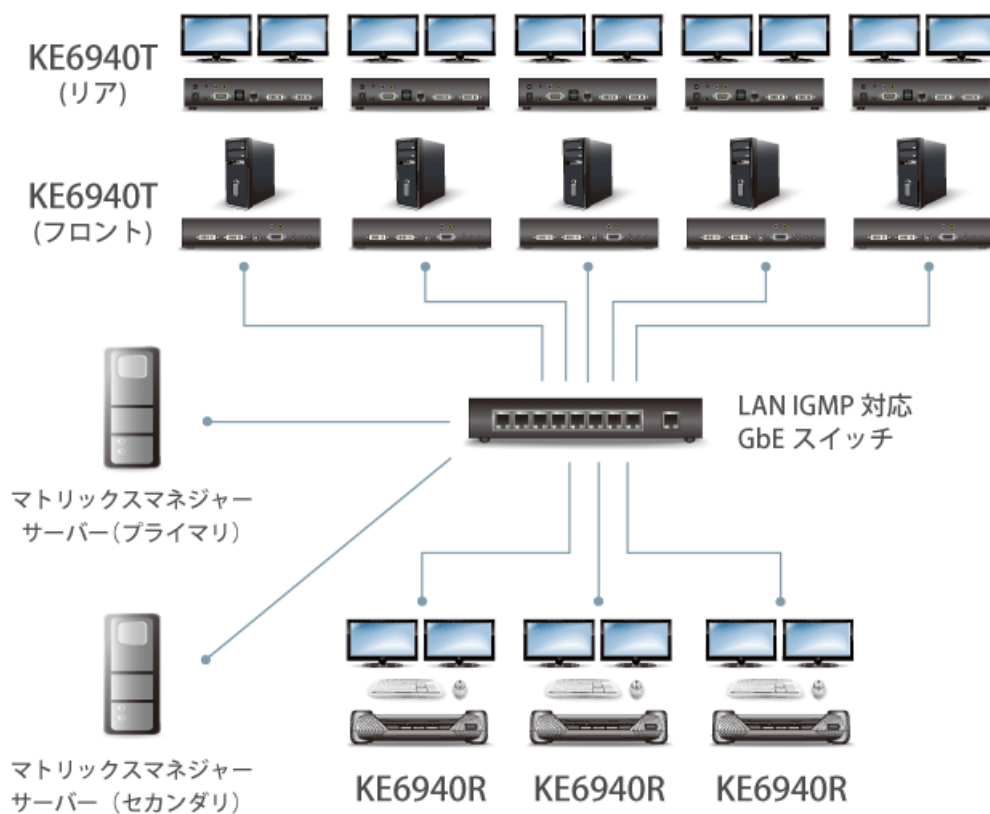 KE6940T
(リア)
KE6940T
(フロント)
LAN IGMP 対応
GbE スイッチ
マトリックスマネジャー
サーバー(プライマリ)
マトリックスマネジャー
サーバー (セカンダリ)
KE6940R
KE6940R
KE6940R